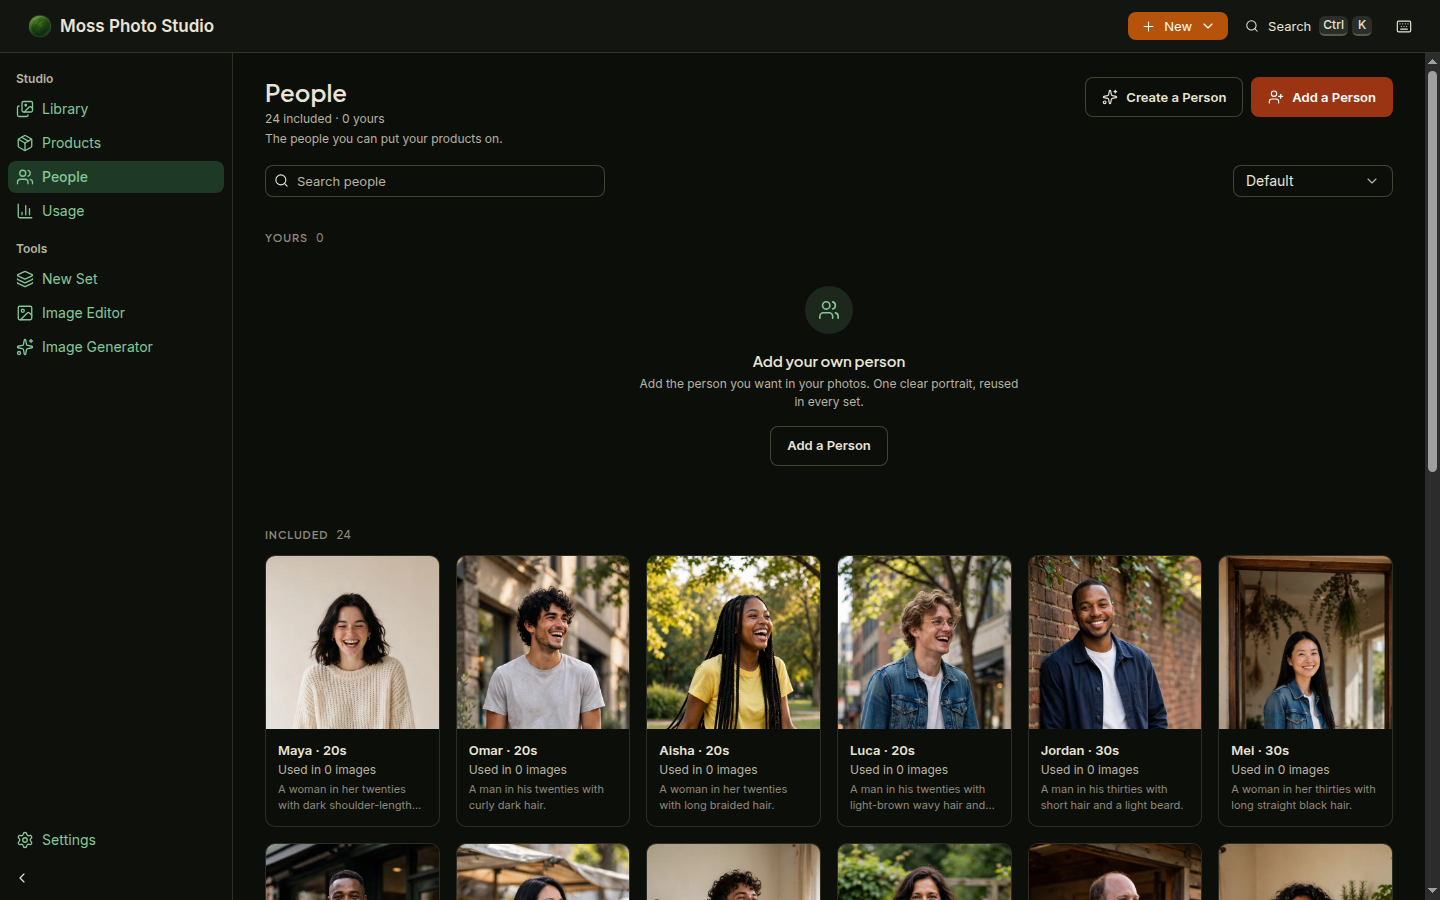 Moss Photo Studio
New
Search Ctrl K
Studio
Library
Products
People
Usage
Tools
New Set
Image Editor
Image Generator
Settings
People
24 included · 0 yours
The people you can put your products on.
Create a Person
Add a Person
Search people
Default
YOURS 0
Add your own person
Add the person you want in your photos. One clear portrait, reused
in every set.
Add a Person
INCLUDED 24
Maya · 20s
Used in 0 images
A woman in her twenties
with dark shoulder-length...
Omar · 20s
Used in 0 images
A man in his twenties with
curly dark hair.
Aisha · 20s
Used in 0 images
A woman in her twenties
with long braided hair.
Luca · 20s
Used in 0 images
A man in his twenties with
light-brown wavy hair and...
Jordan · 30s
Used in 0 images
A man in his thirties with
short hair and a light beard.
Mei · 30s
Used in 0 images
A woman in her thirties with
long straight black hair.